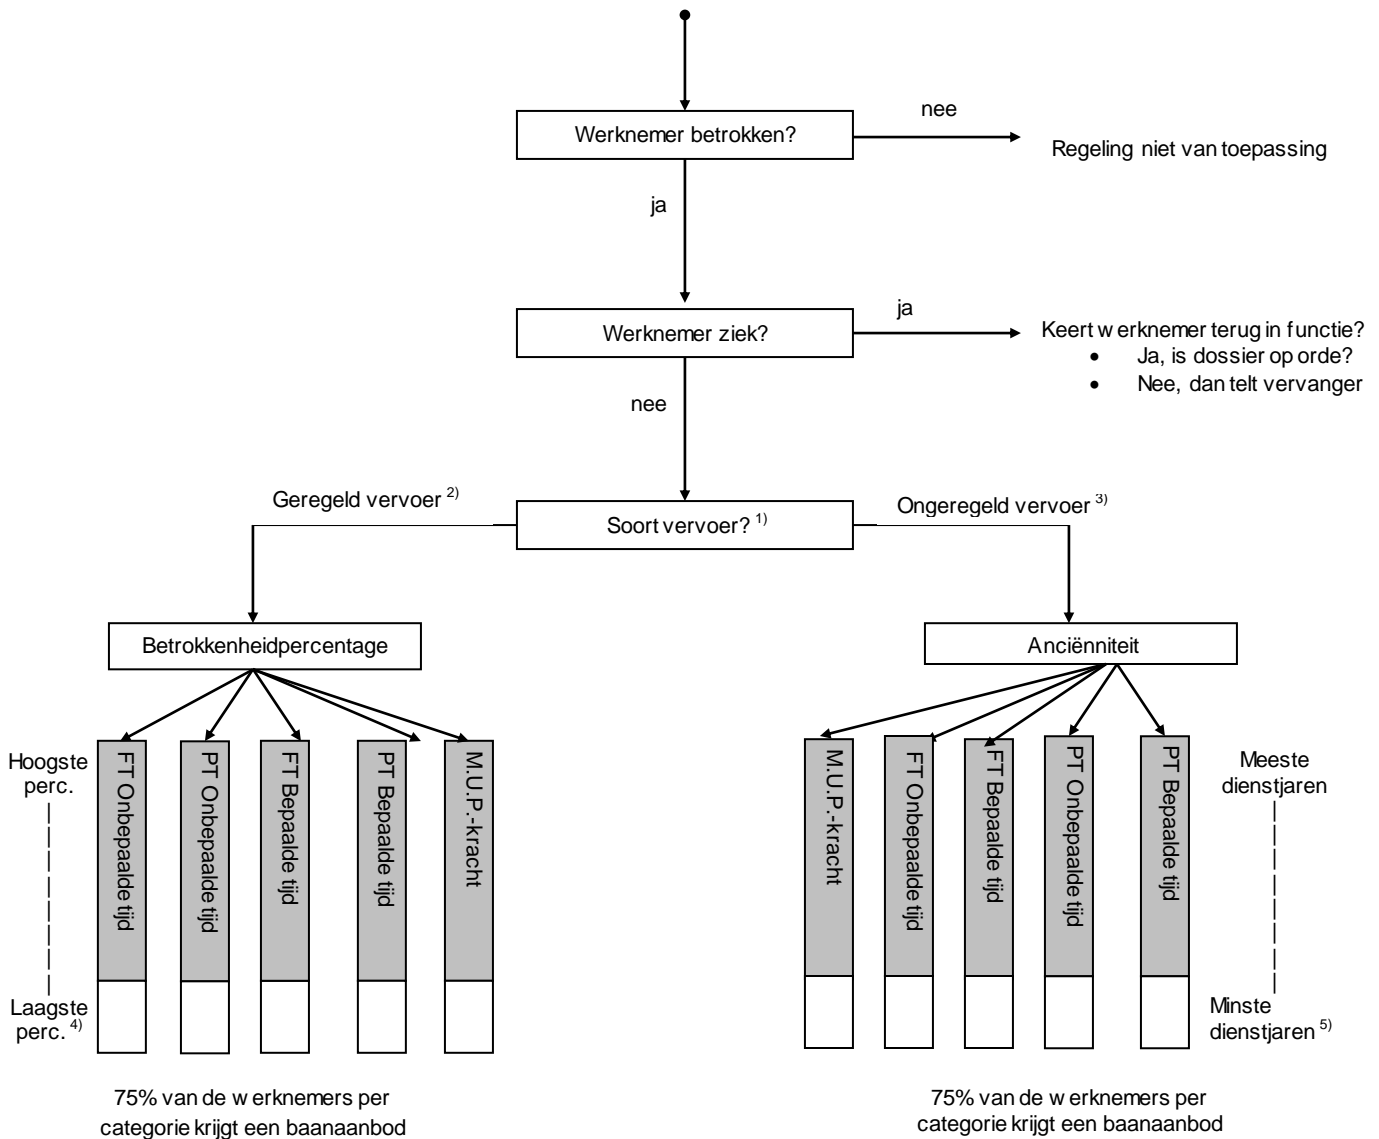 Werknemer betrokken?
nee
Regeling niet van toepassing
ja
Werknemer ziek?
ja
Keert werknemer terug in functie?
• Ja, is dossier op orde?
• Nee, dan telt vervanger
nee
Geregeld vervoer 2)
Soort vervoer? 1)
Ongeregeld vervoer 3)
Betrokkenheidpercentage
Anciënniteit
Hoogste
perc.
FT Onbepaalde tijd
PT Onbepaalde tijd
FT Bepaalde tijd
PT Bepaalde tijd
M.U.P.-kracht
Laagste
perc. 4)
M.U.P.-kracht
FT Onbepaalde tijd
FT Bepaalde tijd
PT Onbepaalde tijd
PT Bepaalde tijd
Meeste
dienstjaren
Minste
dienstjaren 5)
75% van de werknemers per
categorie krijgt een baanaanbod
75% van de werknemers per
categorie krijgt een baanaanbod